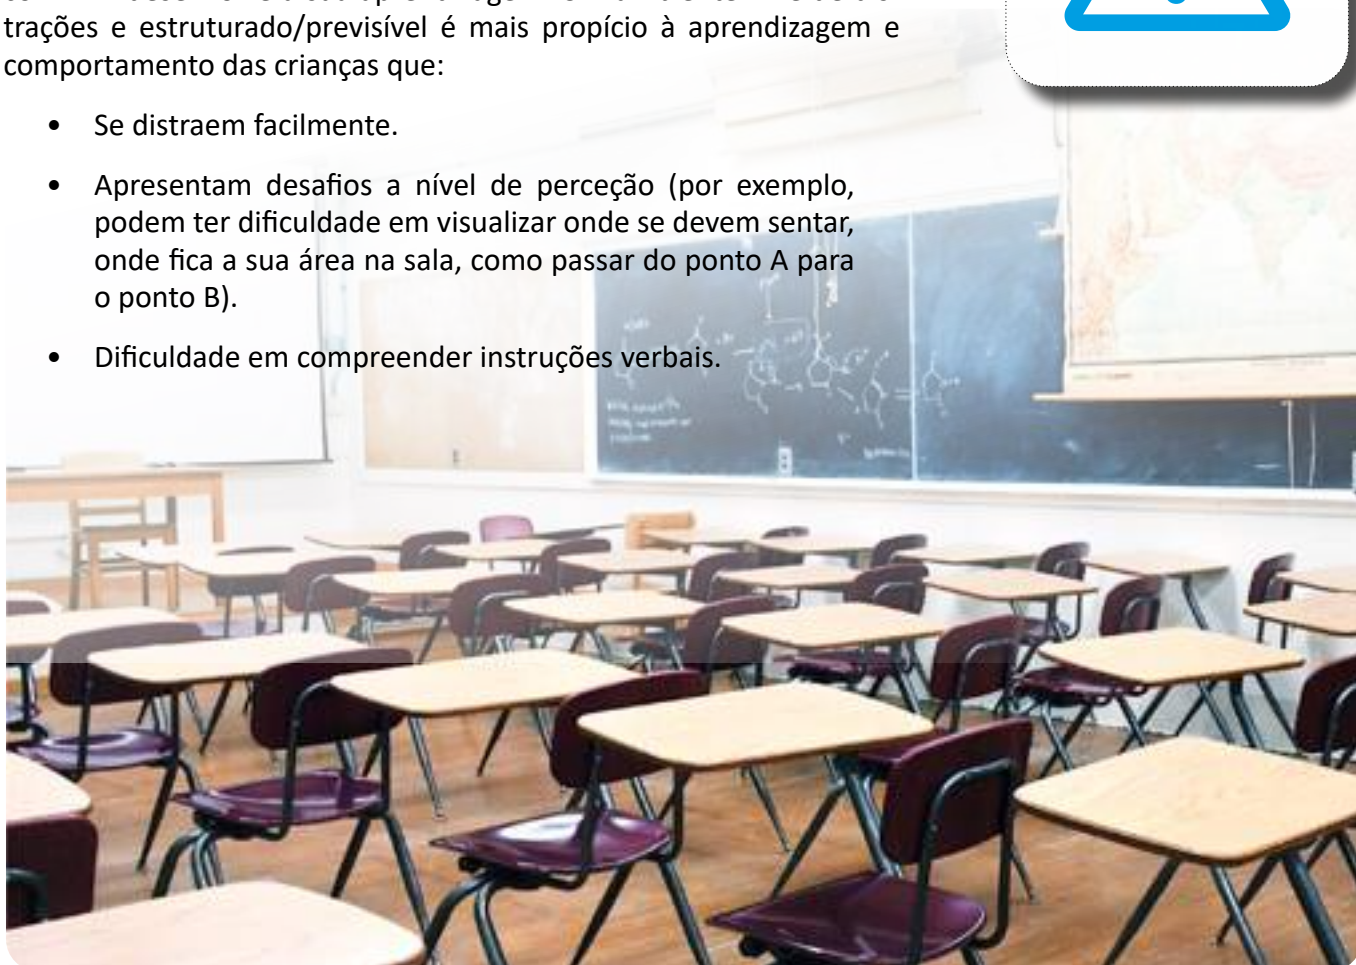 trações e estruturado/previsível é mais propício à aprendizagem e
comportamento das crianças que:
• Se distraem facilmente.
• Apresentam desafios a nível de perceção (por exemplo,
podem ter dificuldade em visualizar onde se devem sentar,
onde fica a sua área na sala, como passar do ponto A para
o ponto B).
• Dificuldade em compreender instruções verbais.